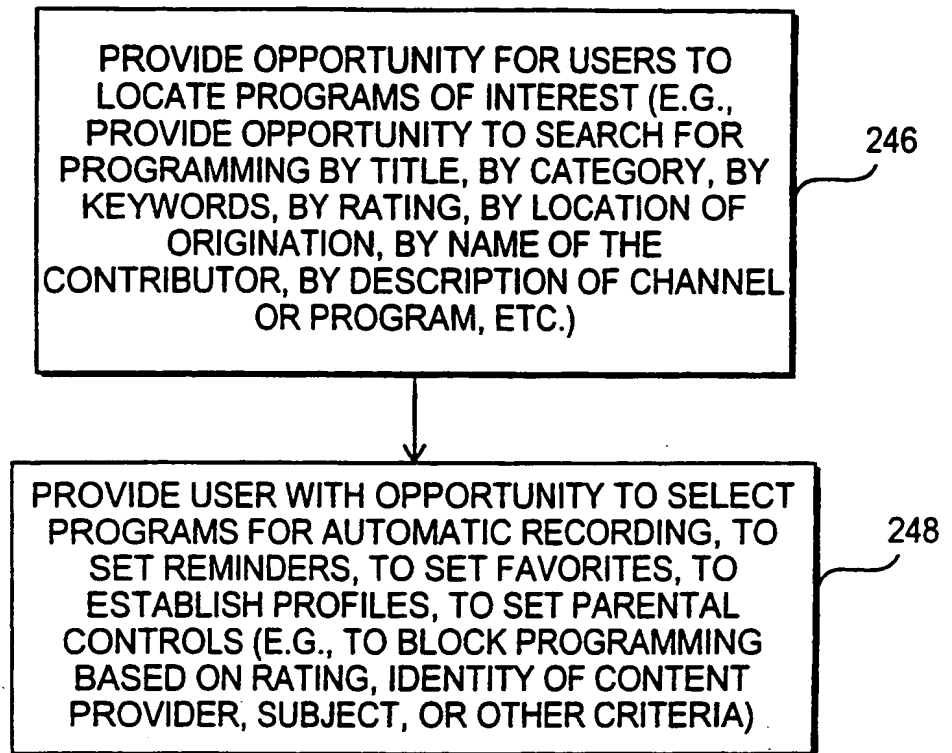 PROVIDE OPPORTUNITY FOR USERS TO
LOCATE PROGRAMS OF INTEREST (E.G.,
PROVIDE OPPORTUNITY TO SEARCH FOR
PROGRAMMING BY TITLE, BY CATEGORY, BY
KEYWORDS, BY RATING, BY LOCATION OF
ORIGINATION, BY NAME OF THE
CONTRIBUTOR, BY DESCRIPTION OF CHANNEL
OR PROGRAM, ETC.)
246
PROVIDE USER WITH OPPORTUNITY TO SELECT
PROGRAMS FOR AUTOMATIC RECORDING, TO
SET REMINDERS, TO SET FAVORITES, TO
ESTABLISH PROFILES, TO SET PARENTAL
CONTROLS (E.G., TO BLOCK PROGRAMMING
BASED ON RATING, IDENTITY OF CONTENT
PROVIDER, SUBJECT, OR OTHER CRITERIA)
248